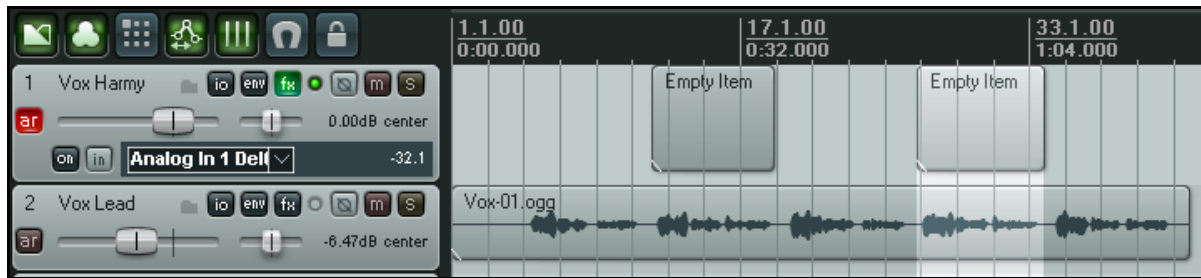 1.1.00 17.1.00 33.1.00
0:00.000 0:32.000 1:04.000
1 Vox Harmy io env fx m s
ar 0.00dB center
on in Analog In 1 Del -32.1
Empty Item Empty Item
2 Vox Lead io env fx m s
ar -6.47dB center
Vox-01.ogg